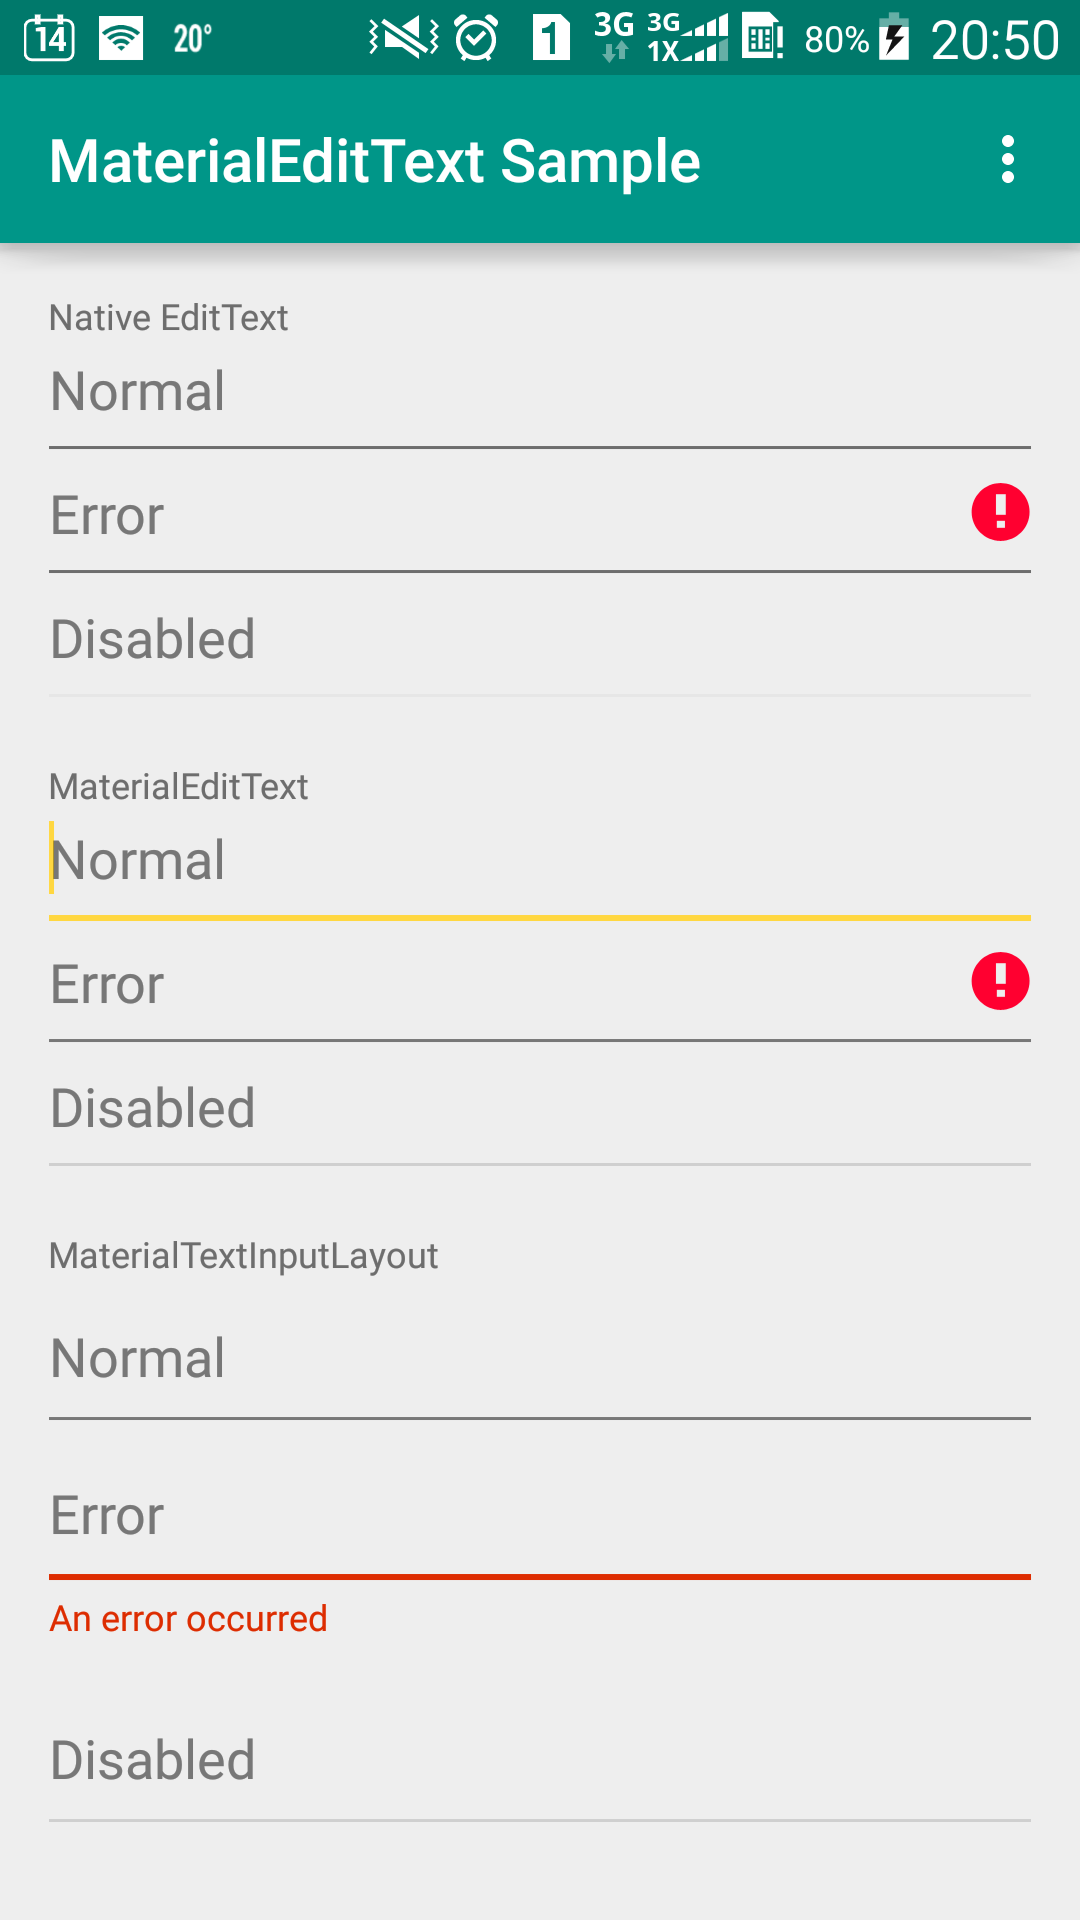 14 20° 1 3G 3G 1X 80% 20:50
MaterialEditText Sample
Native EditText
Normal
Error
Disabled
MaterialEditText
Normal
Error
Disabled
MaterialTextInputLayout
Normal
Error
An error occurred
Disabled